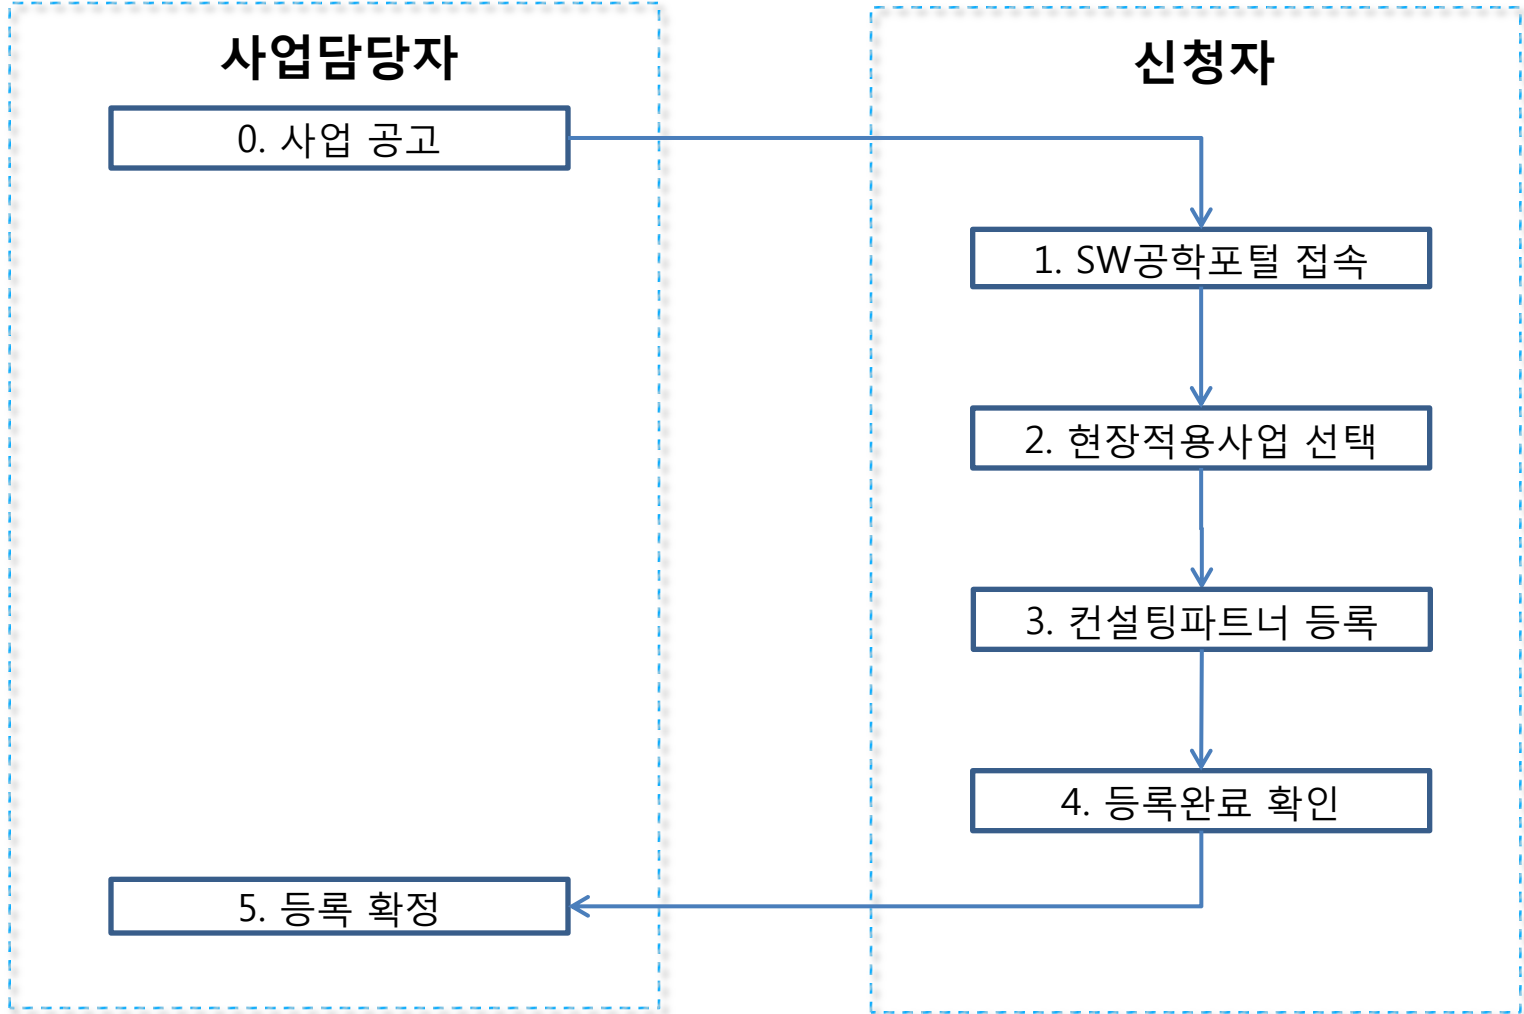 사업담당자
신청자
0. 사업 공고
1. SW공학포털 접속
2. 현장적용사업 선택
3. 컨설팅파트너 등록
4. 등록완료 확인
5. 등록 확정